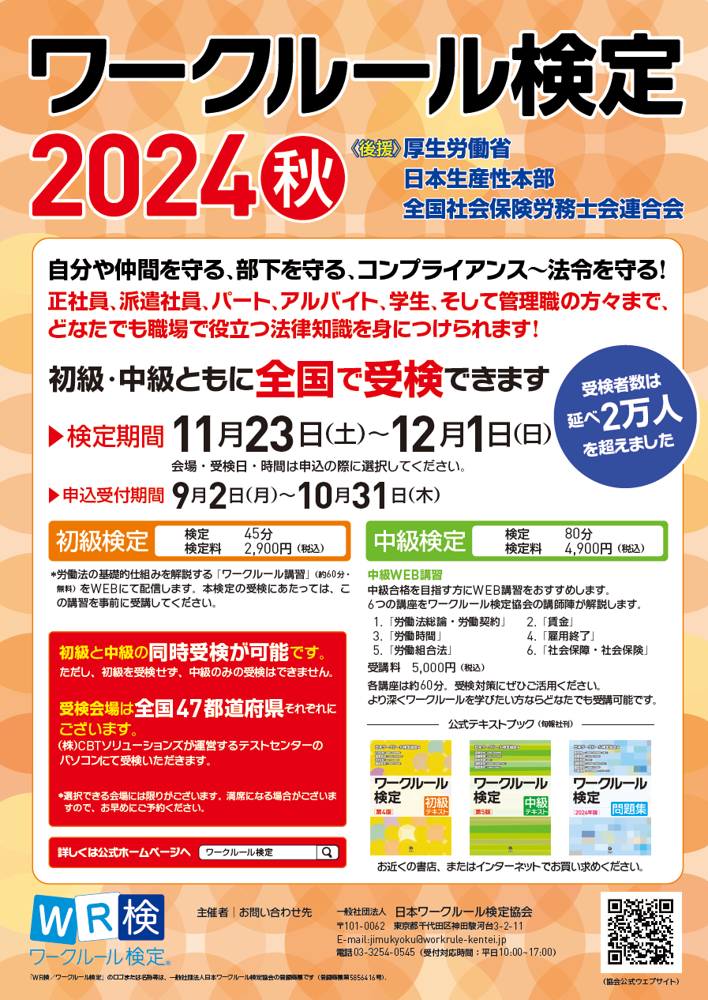 ワークルール検定
2024 秋
《後援》厚生労働省
日本生産性本部
全国社会保険労務士会連合会
自分や仲間を守る、部下を守る、コンプライアンス～法令を守る!
正社員、派遣社員、パート、アルバイト、学生、そして管理職の方々まで、
どなたでも職場で役立つ法律知識を身につけられます!
初級・中級ともに全国で受検できます
受検者数は
延べ2万人
を超えました
▶検定期間 11月23日(土)～12月1日(日)
会場・受検日・時間は申込の際に選択してください。
▶申込受付期間 9月2日(月)～10月31日(木)
初級検定
検定 45分
検定料 2,900円(税込)
*労働法の基礎的仕組みを解説する「ワークルール講習」(約60分・
無料)をWEBにて配信します。本検定の受検にあたっては、こ
の講習を事前に受講してください。
初級と中級の同時受検が可能です。
ただし、初級を受検せず、中級のみの受検はできません。
受検会場は全国47都道府県それぞれに
ございます。
(株)CBTソリューションズが運営するテストセンターの
パソコンにて受検いただきます。
*選択できる会場には限りがございます。満席になる場合がございま
すので、お早めにご予約ください。
詳しくは公式ホームページへ ワークルール検定
中級検定
検定 80分
検定料 4,900円(税込)
中級WEB講習
中級合格を目指す方にWEB講習をおすすめします。
6つの講座をワークルール検定協会の講師陣が解説します。
1.「労働法総論・労働契約」 2.「賃金」
3.「労働時間」 4.「雇用終了」
5.「労働組合法」 6.「社会保障・社会保険」
受講料 5,000円(税込)
各講座は約60分。受検対策にぜひご活用ください。
より深くワークルールを学びたい方ならどなたでも受講可能です。
公式テキストブック(旬報社刊)
日本ワークルール検定協会 編
ワークルール
検定
[第4版] 初級
テキスト
日本ワークルール検定協会 編
ワークルール
検定
[第5版] 中級
テキスト
日本ワークルール検定協会 編
ワークルール
検定
[2024年版] 問題集
お近くの書店、またはインターネットでお買い求めください。
WR検
ワークルール検定®
主催者｜お問い合わせ先
一般社団法人 日本ワークルール検定協会
〒101-0062 東京都千代田区神田駿河台3-2-11
E-mail:jimukyoku@workrule-kentei.jp
電話03-3254-0545(受付対応時間:平日10:00~17:00)
(協会公式ウェブサイト)
「WR検／ワークルール検定」のロゴまたは名称等は、一般社団法人日本ワークルール検定協会の登録商標です(登録商標第5856416号)。